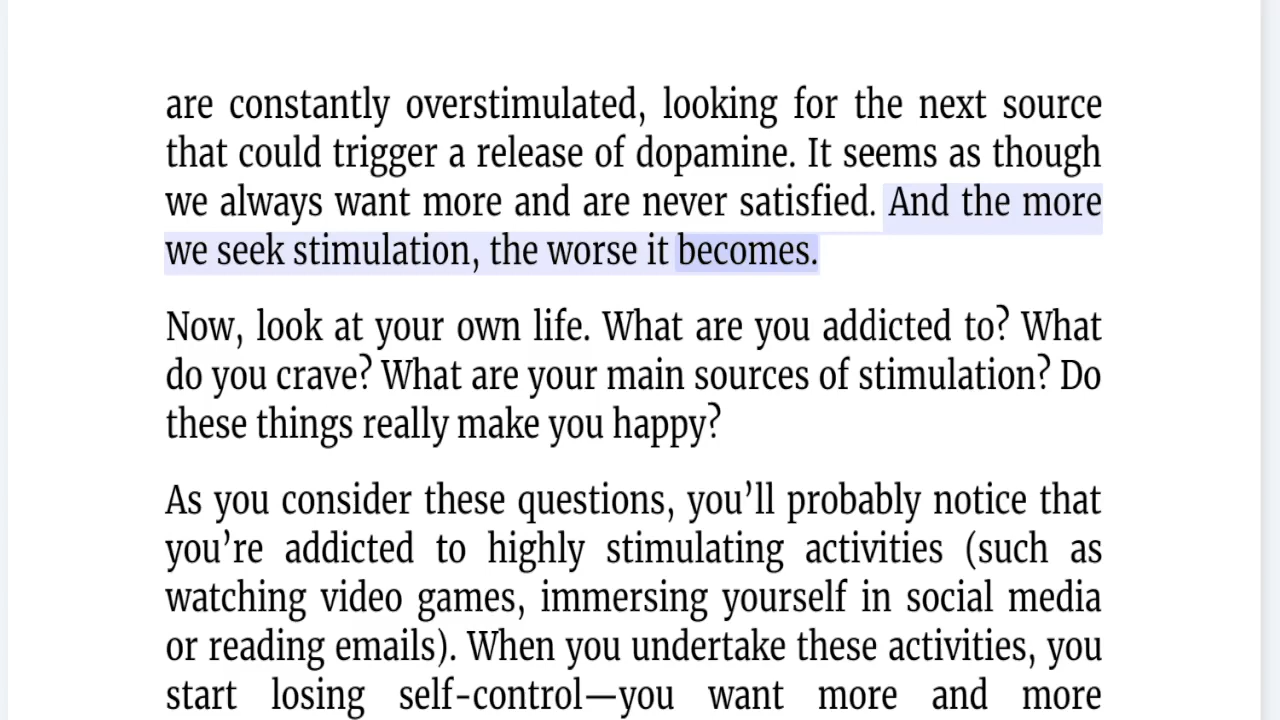 are constantly overstimulated, looking for the next source
that could trigger a release of dopamine. It seems as though
we always want more and are never satisfied. And the more
we seek stimulation, the worse it becomes.
Now, look at your own life. What are you addicted to? What
do you crave? What are your main sources of stimulation? Do
these things really make you happy?
As you consider these questions, you’ll probably notice that
you’re addicted to highly stimulating activities (such as
watching video games, immersing yourself in social media
or reading emails). When you undertake these activities, you
start losing self-control—you want more and more